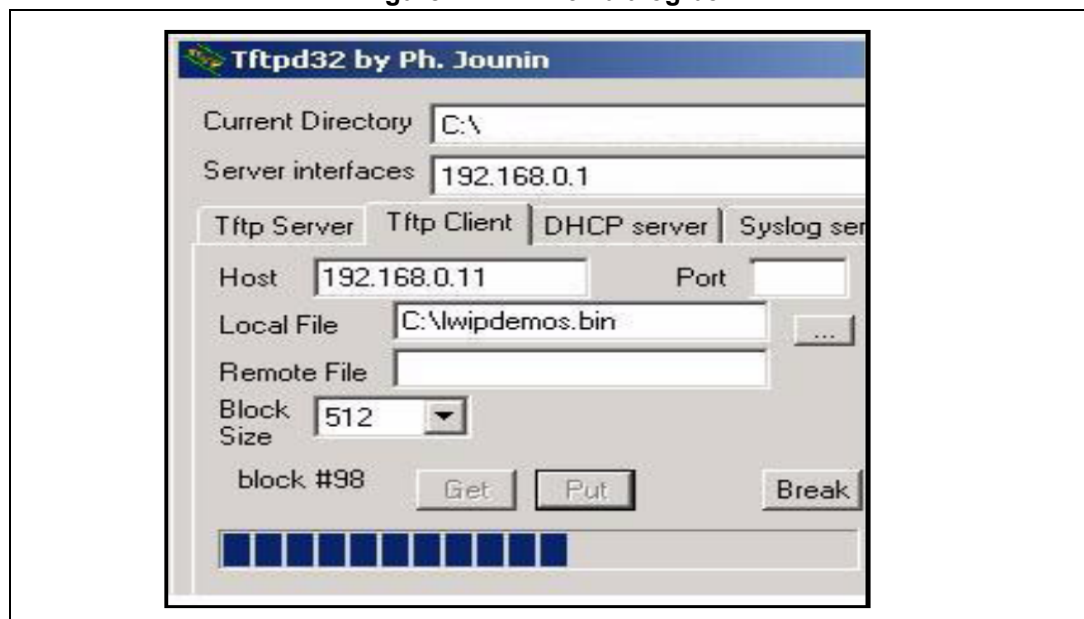 Tftpd32 by Ph. Jounin
Current Directory C:\
Server interfaces 192.168.0.1
Tftp Server Tftp Client DHCP server Syslog ser
Host 192.168.0.11 Port
Local File C:\lwipdemos.bin ...
Remote File
Block Size 512
block #98 Get Put Break